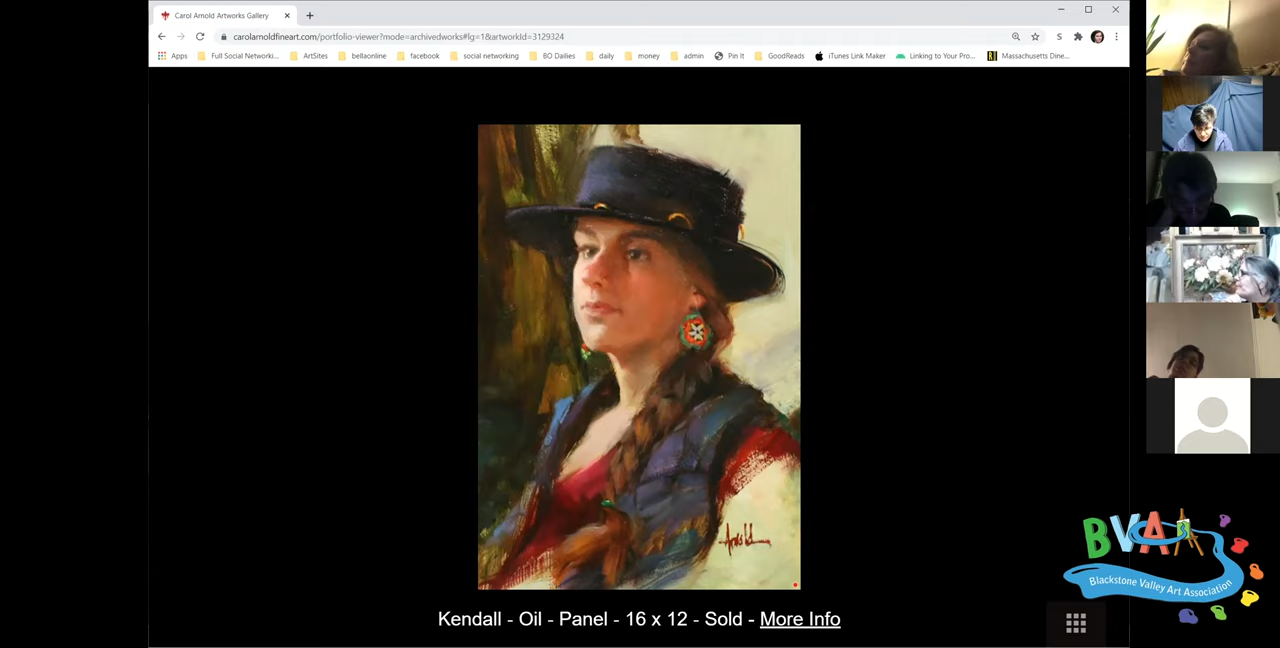 Carol Arnold Artworks Gallery
carolarnoldfineart.com/portfolio-viewer?mode=archivedworks#lg=1&artworkId=3129324
Apps Full Social Networki... ArtSites bellaonline facebook social networking BO Dailies daily money admin Pin It GoodReads iTunes Link Maker Linking to Your Pro... Massachusetts Dine...
Arnold
Kendall - Oil - Panel - 16 x 12 - Sold - More Info
BVAA
Blackstone Valley Art Association